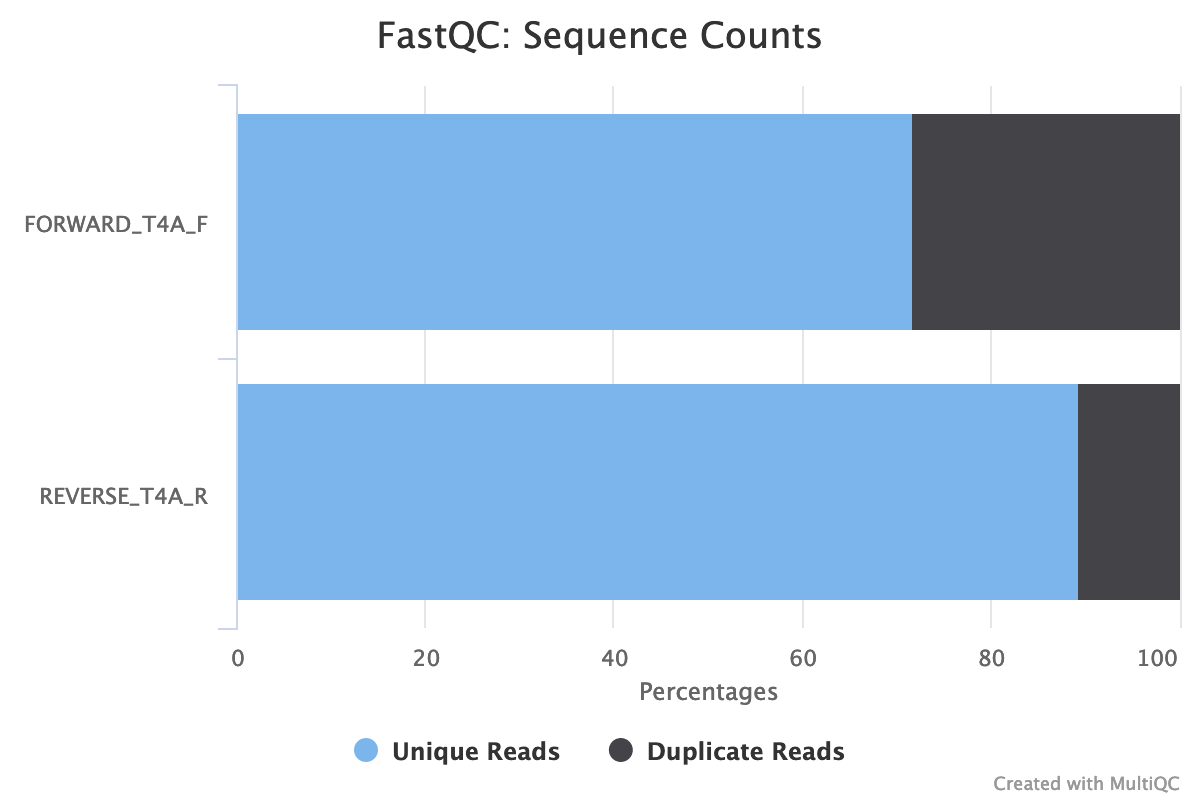 FastQC: Sequence Counts
FORWARD_T4A_F
REVERSE_T4A_R
0 20 40 60 80 100
Percentages
Unique Reads Duplicate Reads
Created with MultiQC